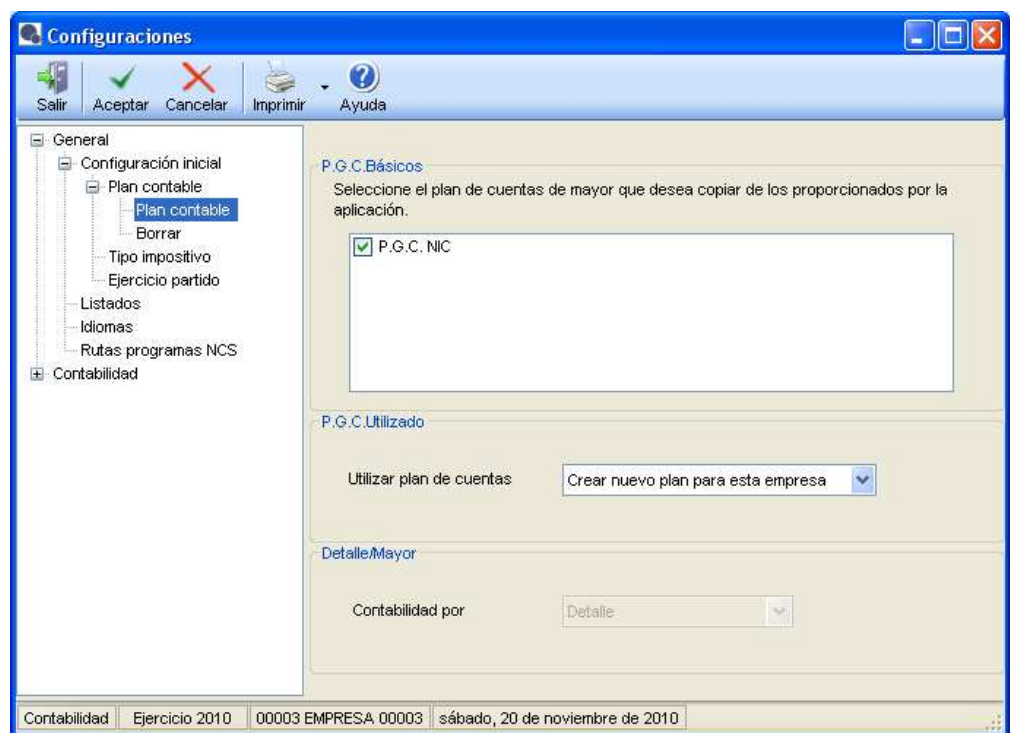 Configuraciones
Salir Aceptar Cancelar Imprimir Ayuda
General
Configuración inicial
Plan contable
Plan contable
Borrar
Tipo impositivo
Ejercicio partido
Listados
Idiomas
Rutas programas NCS
Contabilidad
P.G.C.Básicos
Seleccione el plan de cuentas de mayor que desea copiar de los proporcionados por la
aplicación.
P.G.C. NIC
P.G.C.Utilizado
Utilizar plan de cuentas Crear nuevo plan para esta empresa
Detalle/Mayor
Contabilidad por Detalle
Contabilidad Ejercicio 2010 00003 EMPRESA 00003 sábado, 20 de noviembre de 2010